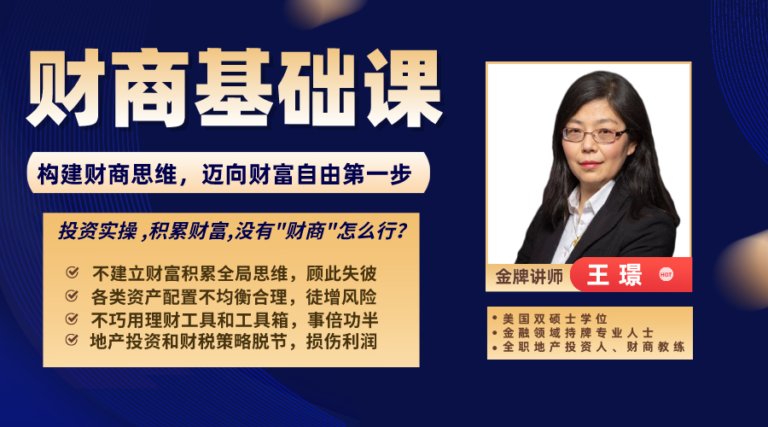 财商基础课
构建财商思维，迈向财富自由第一步
投资实操,积累财富,没有"财商"怎么行?
不建立财富积累全局思维，顾此失彼
各类资产配置不均衡合理，徒增风险
不巧用理财工具和工具箱，事倍功半
地产投资和财税策略脱节，损伤利润
金牌讲师 王璟 HOT
• 美国双硕士学位
• 金融领域持牌专业人士
• 全职地产投资人、财商教练